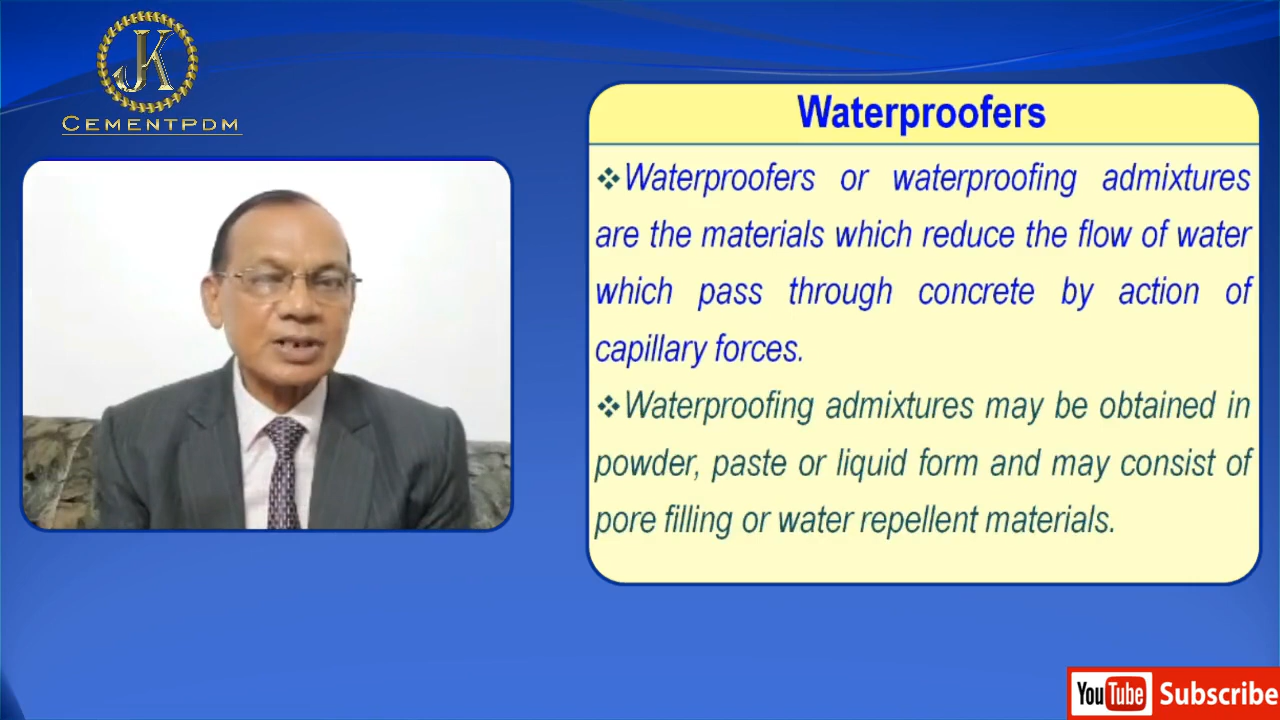 JK
CEMENTPDM
Waterproofers
❖Waterproofers or waterproofing admixtures
are the materials which reduce the flow of water
which pass through concrete by action of
capillary forces.
❖Waterproofing admixtures may be obtained in
powder, paste or liquid form and may consist of
pore filling or water repellent materials.
YouTube Subscribe